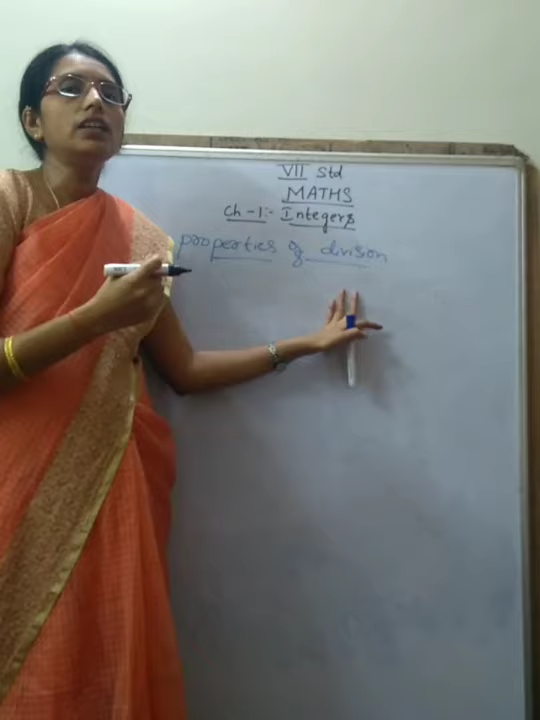 VII Std
MATHS
Ch-1:- Integers
properties of division